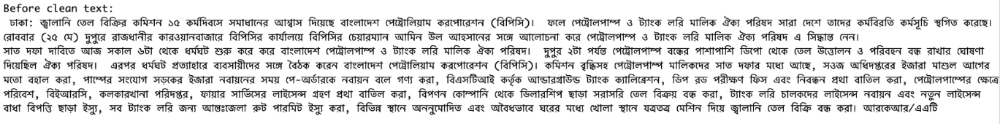 Before clean text:
ঢাকা: জ্বালানি তেল বিক্রির কমিশন ১৫ কর্মদিবসে সমাধানের আশ্বাস দিয়েছে বাংলাদেশ পেট্রোলিয়াম করপোরেশন (বিপিসি)। ফলে পেট্রোলপাম্প ও ট্যাংক লরি মালিক ঐক্য পরিষদ সারা দেশে তাদের কর্মবিরতি কর্মসূচি স্থগিত করেছে।
রোববার (২৫ মে) দুপুরে রাজধানীর কারওয়ানবাজারে বিপিসির কার্যালয়ে বিপিসির চেয়ারম্যান আমিন উল আহসানের সঙ্গে আলোচনা করে পেট্রোলপাম্প ও ট্যাংক লরি মালিক ঐক্য পরিষদ এ সিদ্ধান্ত নেন।
সাত দফা দাবিতে আজ সকাল ৬টা থেকে ধর্মঘট শুরু করে করে বাংলাদেশ পেট্রোলপাম্প ও ট্যাংক লরি মালিক ঐক্য পরিষদ। দুপুর ২টা পর্যন্ত পেট্রোলপাম্প বন্ধের পাশাপাশি ডিপো থেকে তেল উত্তোলন ও পরিবহন বন্ধ রাখার ঘোষণা
দিয়েছিল ঐক্য পরিষদ। এরপর ধর্মঘট প্রত্যাহারে ব্যবসায়ীদের সঙ্গে বৈঠক করেন বাংলাদেশ পেট্রোলিয়াম করপোরেশন (বিপিসি)। কমিশন বৃদ্ধিসহ পেট্রোলপাম্প মালিকদের সাত দফার মধ্যে আছে, সওজ অধিদপ্তরের ইজারা মাশুল আগের
মতো বহাল করা, পাম্পের সংযোগ সড়কের ইজারা নবায়নের সময় পে-অর্ডারকে নবায়ন বলে গণ্য করা, বিএসটিআই কর্তৃক আন্ডারগ্রাউন্ড ট্যাংক ক্যালিব্রেশন, ডিপ রড পরীক্ষণ ফিস এবং নিবন্ধন প্রথা বাতিল করা, পেট্রোলপাম্পের ক্ষেত্রে
পরিবেশ, বিইআরসি, কলকারখানা পরিদপ্তর, ফায়ার সার্ভিসের লাইসেন্স গ্রহণ প্রথা বাতিল করা, বিপণন কোম্পানি থেকে ডিলারশিপ ছাড়া সরাসরি তেল বিক্রয় বন্ধ করা, ট্যাংক লরি চালকদের লাইসেন্স নবায়ন এবং নতুন লাইসেন্স
বাধা বিপত্তি ছাড়া ইস্যু, সব ট্যাংক লরি জন্য আন্তঃজেলা রুট পারমিট ইস্যু করা, বিভিন্ন স্থানে অননুমোদিত এবং অবৈধভাবে ঘরের মধ্যে খোলা স্থানে যত্রতত্র মেশিন দিয়ে জ্বালানি তেল বিক্রি বন্ধ করা। আরকেআর/এএটি